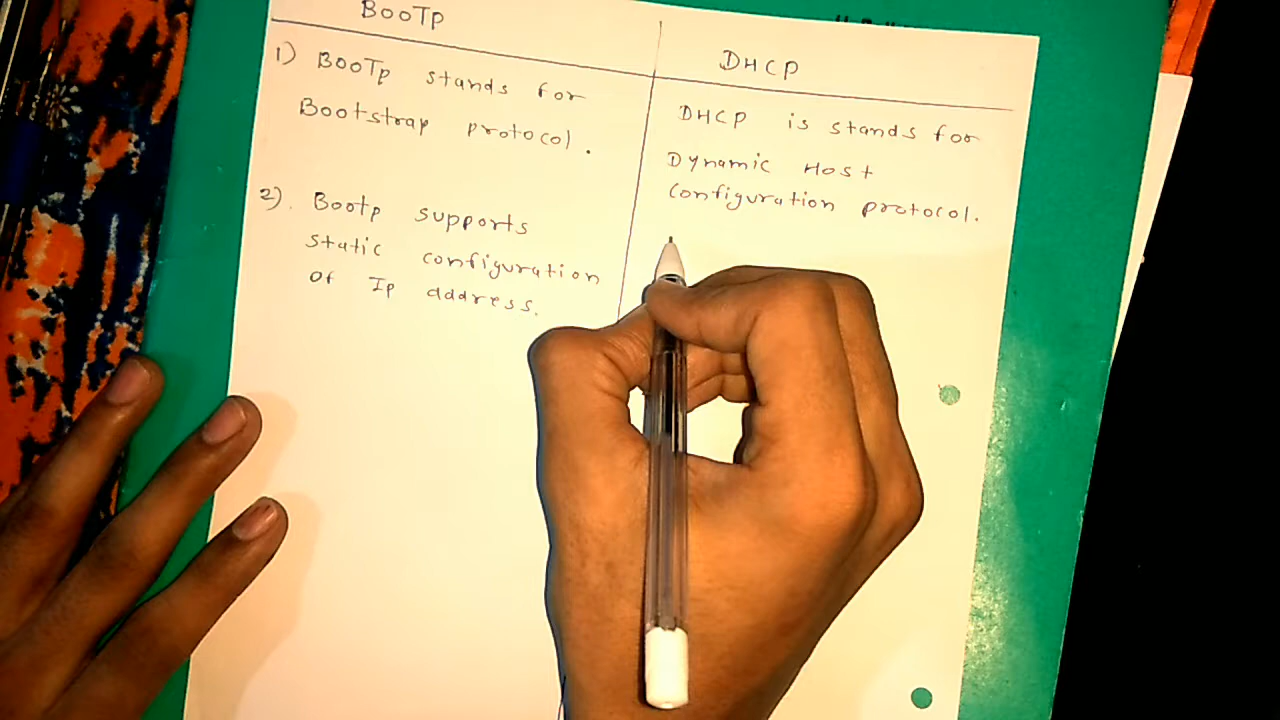 BooTp
1) BooTp stands for
Bootstrap protocol.
2). Bootp supports
static configuration
of Ip address.
DHCP
DHCP is stands for
Dynamic Host
configuration protocol.